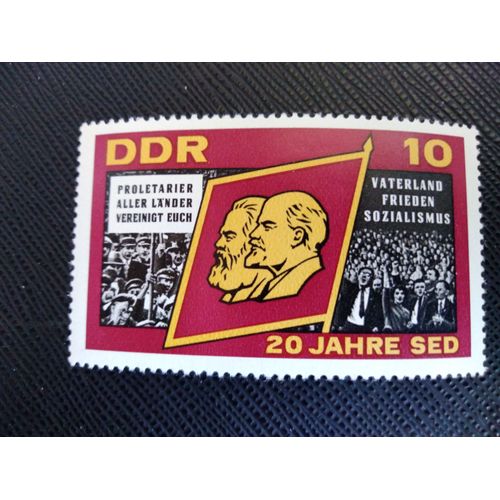 DDR 10
PROLETARIER
ALLER LÄNDER
VEREINIGT EUCH
VATERLAND
FRIEDEN
SOZIALISMUS
20 JAHRE SED